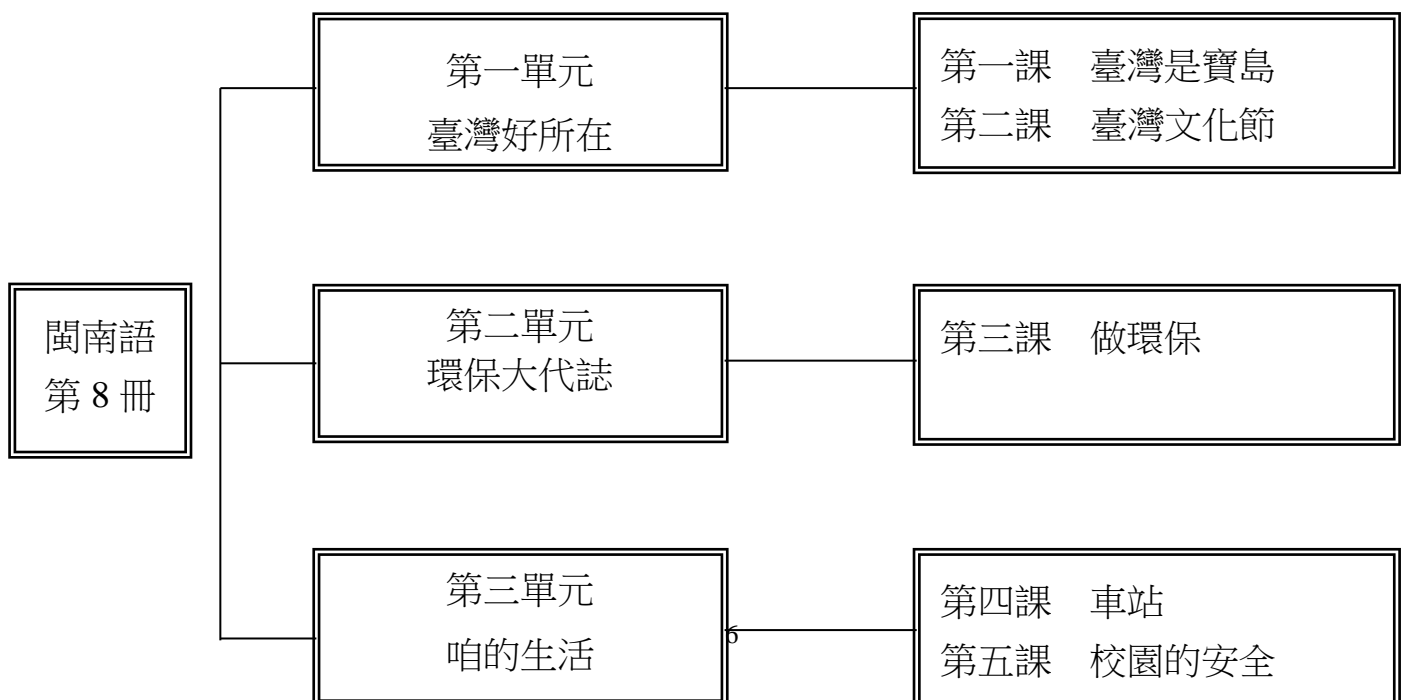 閩南語
第 8 冊
第一單元
臺灣好所在
第一課 臺灣是寶島
第二課 臺灣文化節
第二單元
環保大代誌
第三課 做環保
第三單元
咱的生活
第四課 車站
第五課 校園的安全
6